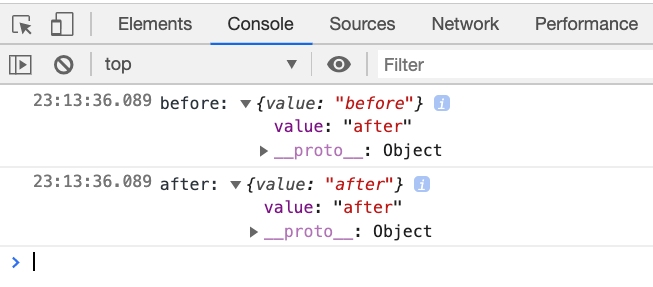 Elements Console Sources Network Performance
top Filter
23:13:36.089 before: ▼{value: "before"} i
value: "after"
▶__proto__: Object
23:13:36.089 after: ▼{value: "after"} i
value: "after"
▶__proto__: Object
>